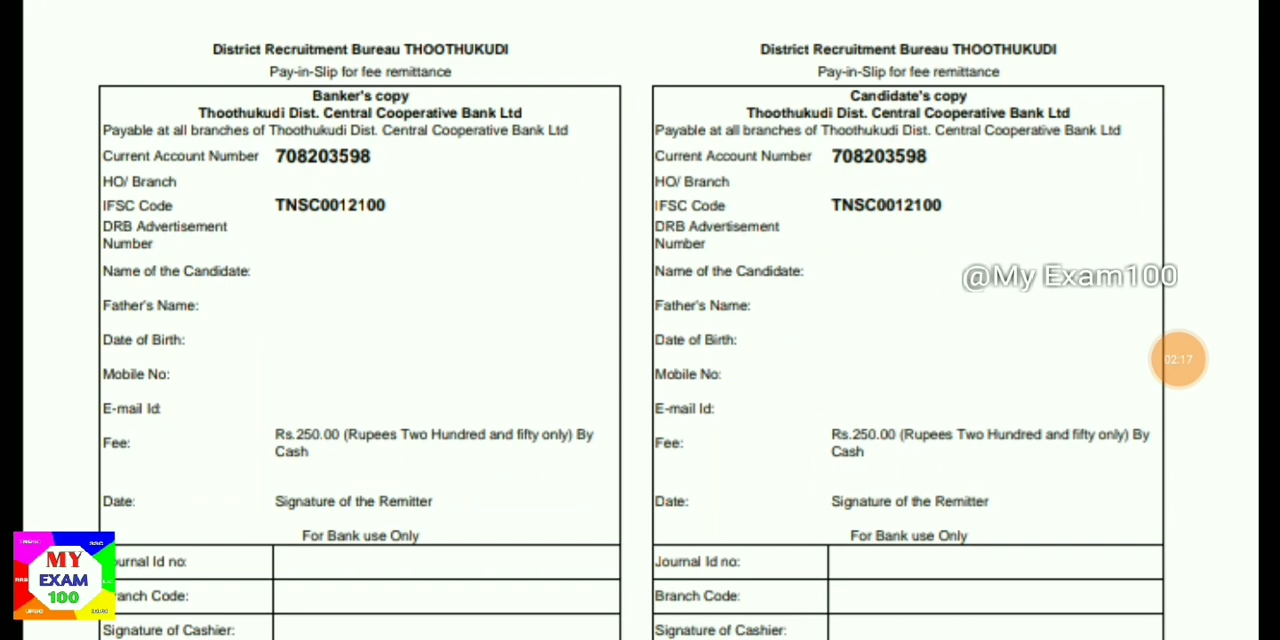 District Recruitment Bureau THOOTHUKUDI
Pay-in-Slip for fee remittance
Banker's copy
Thoothukudi Dist. Central Cooperative Bank Ltd
Payable at all branches of Thoothukudi Dist. Central Cooperative Bank Ltd
Current Account Number 708203598
HO/ Branch
IFSC Code TNSC0012100
DRB Advertisement
Number
Name of the Candidate:
Father's Name:
Date of Birth:
Mobile No:
E-mail Id:
Fee: Rs.250.00 (Rupees Two Hundred and fifty only) By
Cash
Date: Signature of the Remitter
For Bank use Only
ournal Id no:
ranch Code:
Signature of Cashier:
District Recruitment Bureau THOOTHUKUDI
Pay-in-Slip for fee remittance
Candidate's copy
Thoothukudi Dist. Central Cooperative Bank Ltd
Payable at all branches of Thoothukudi Dist. Central Cooperative Bank Ltd
Current Account Number 708203598
HO/ Branch
IFSC Code TNSC0012100
DRB Advertisement
Number
Name of the Candidate:
Father's Name:
Date of Birth:
Mobile No:
E-mail Id:
Fee: Rs.250.00 (Rupees Two Hundred and fifty only) By
Cash
Date: Signature of the Remitter
For Bank use Only
Journal Id no:
Branch Code:
Signature of Cashier:
@My Exam100
02:17
MY
EXAM
100